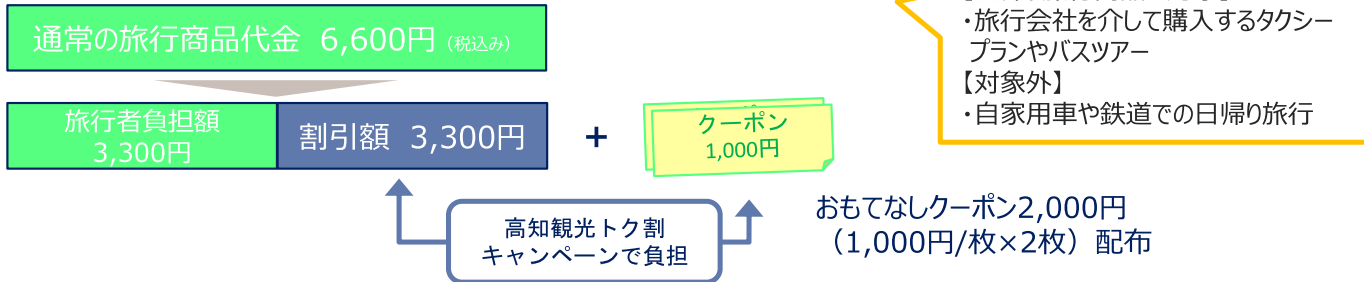 通常の旅行商品代金 6,600円(税込み)
旅行者負担額
3,300円
割引額 3,300円
+
クーポン
1,000円
高知観光トク割
キャンペーンで負担
おもてなしクーポン2,000円
(1,000円/枚×2枚)配布
・旅行会社を介して購入するタクシー
プランやバスツアー
【対象外】
・自家用車や鉄道での日帰り旅行